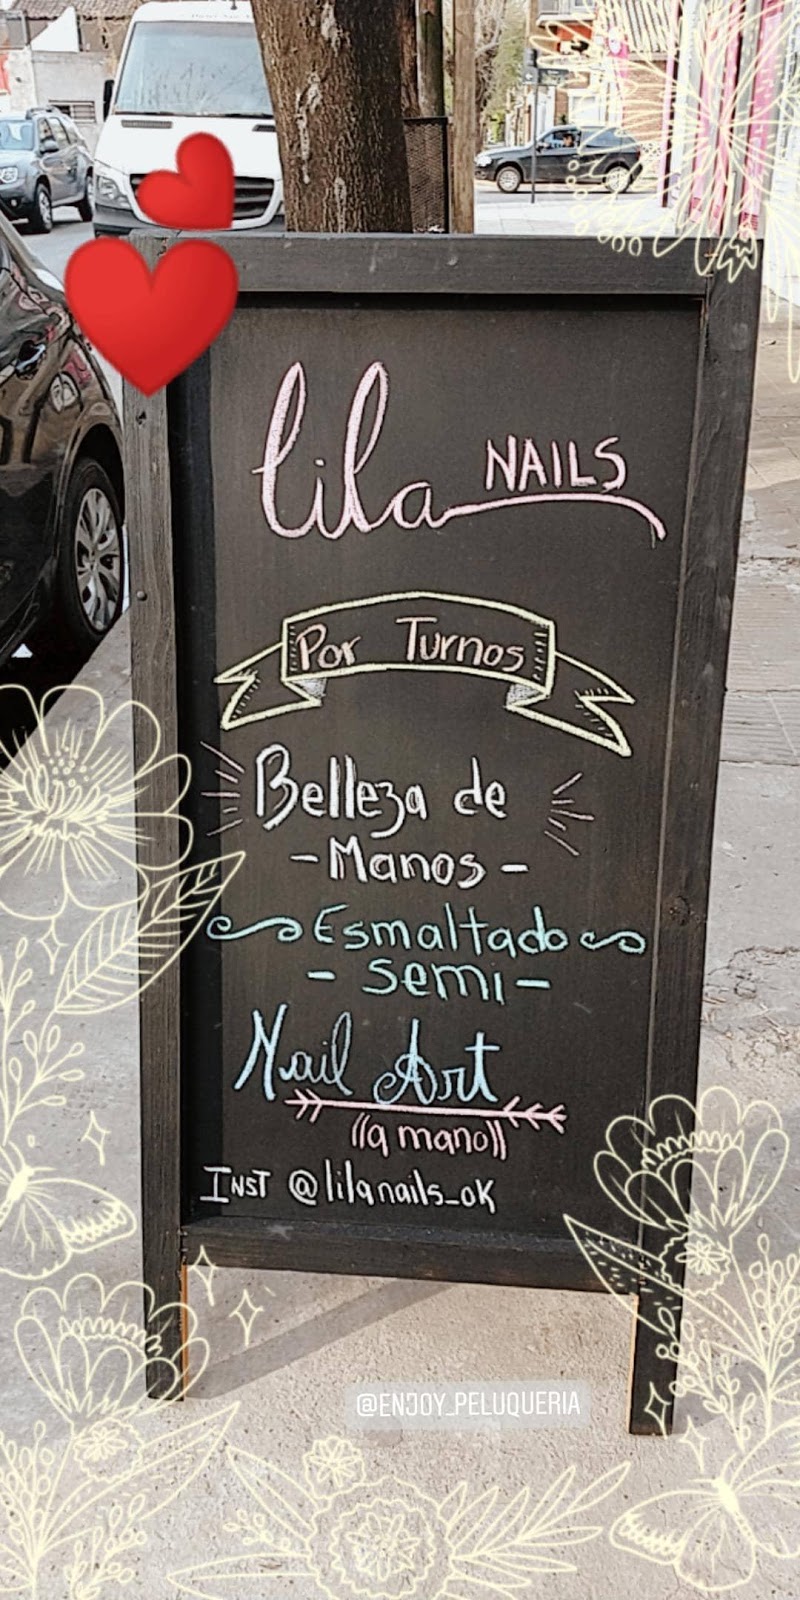 lila NAILS
Por Turnos
Belleza de
- Manos -
Esmaltado
- semi -
Nail Art
((a mano))
INST @lilanails_ok
@ENJOY_PELUQUERIA